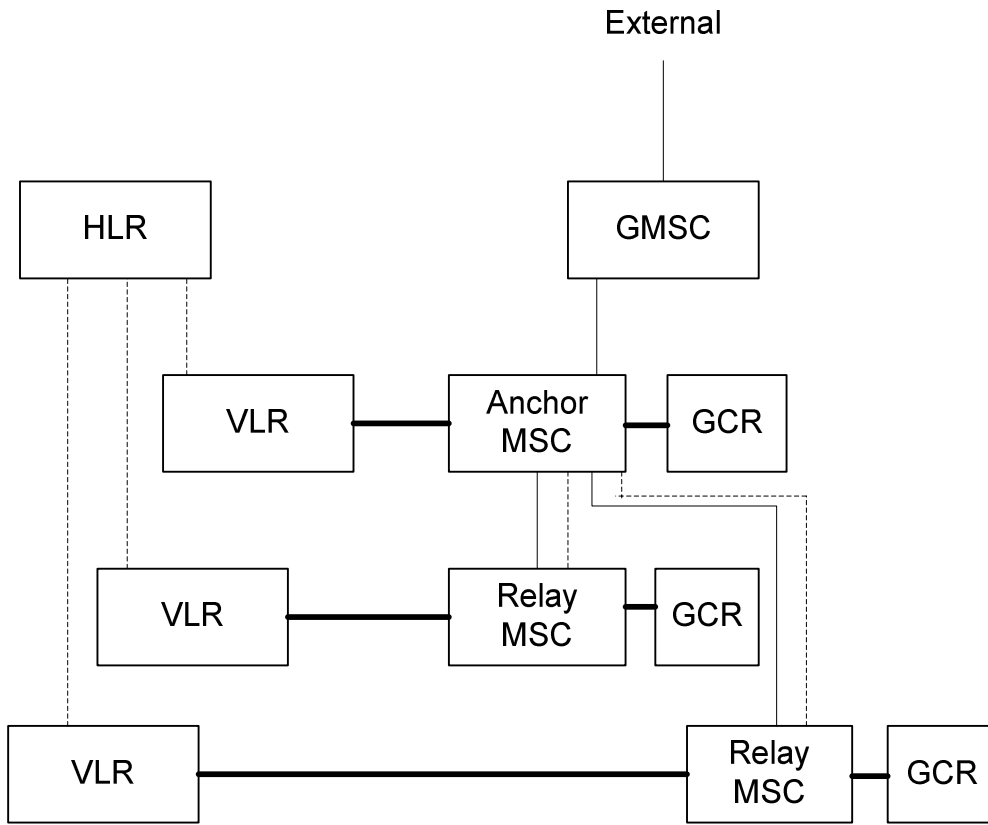 External
HLR
GMSC
VLR
Anchor
MSC
GCR
VLR
Relay
MSC
GCR
VLR
Relay
MSC
GCR